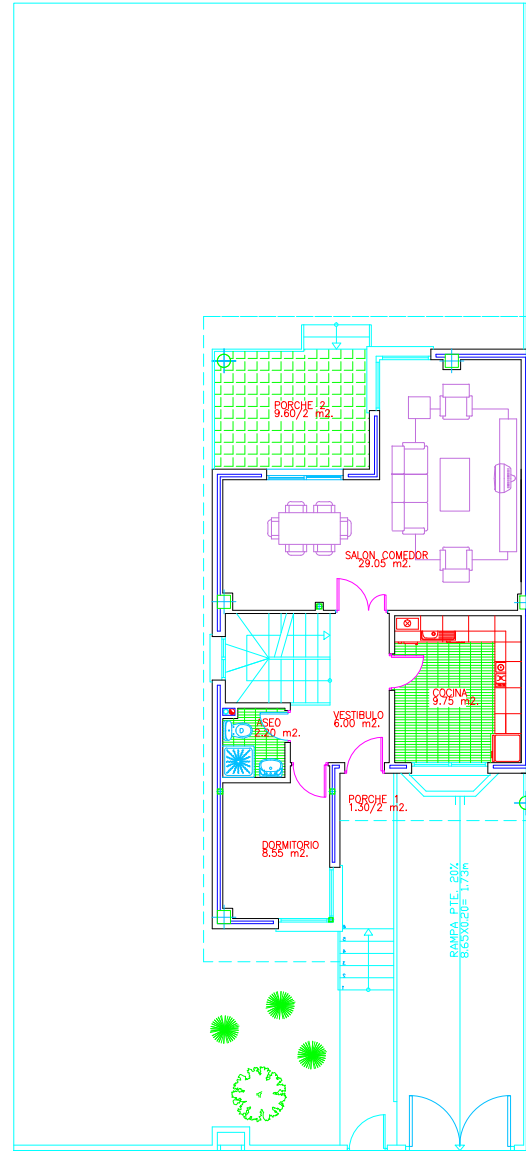 PORCHE 2
9.60/2 m2.
SALON COMEDOR
29.05 m2.
COCINA
9.75 m2.
VESTIBULO
6.00 m2.
ASEO
2.20 m2.
PORCHE 1
1.30/2 m2.
DORMITORIO
8.55 m2.
RAMPA PTE. 20%
8.65X0.20= 1.73m